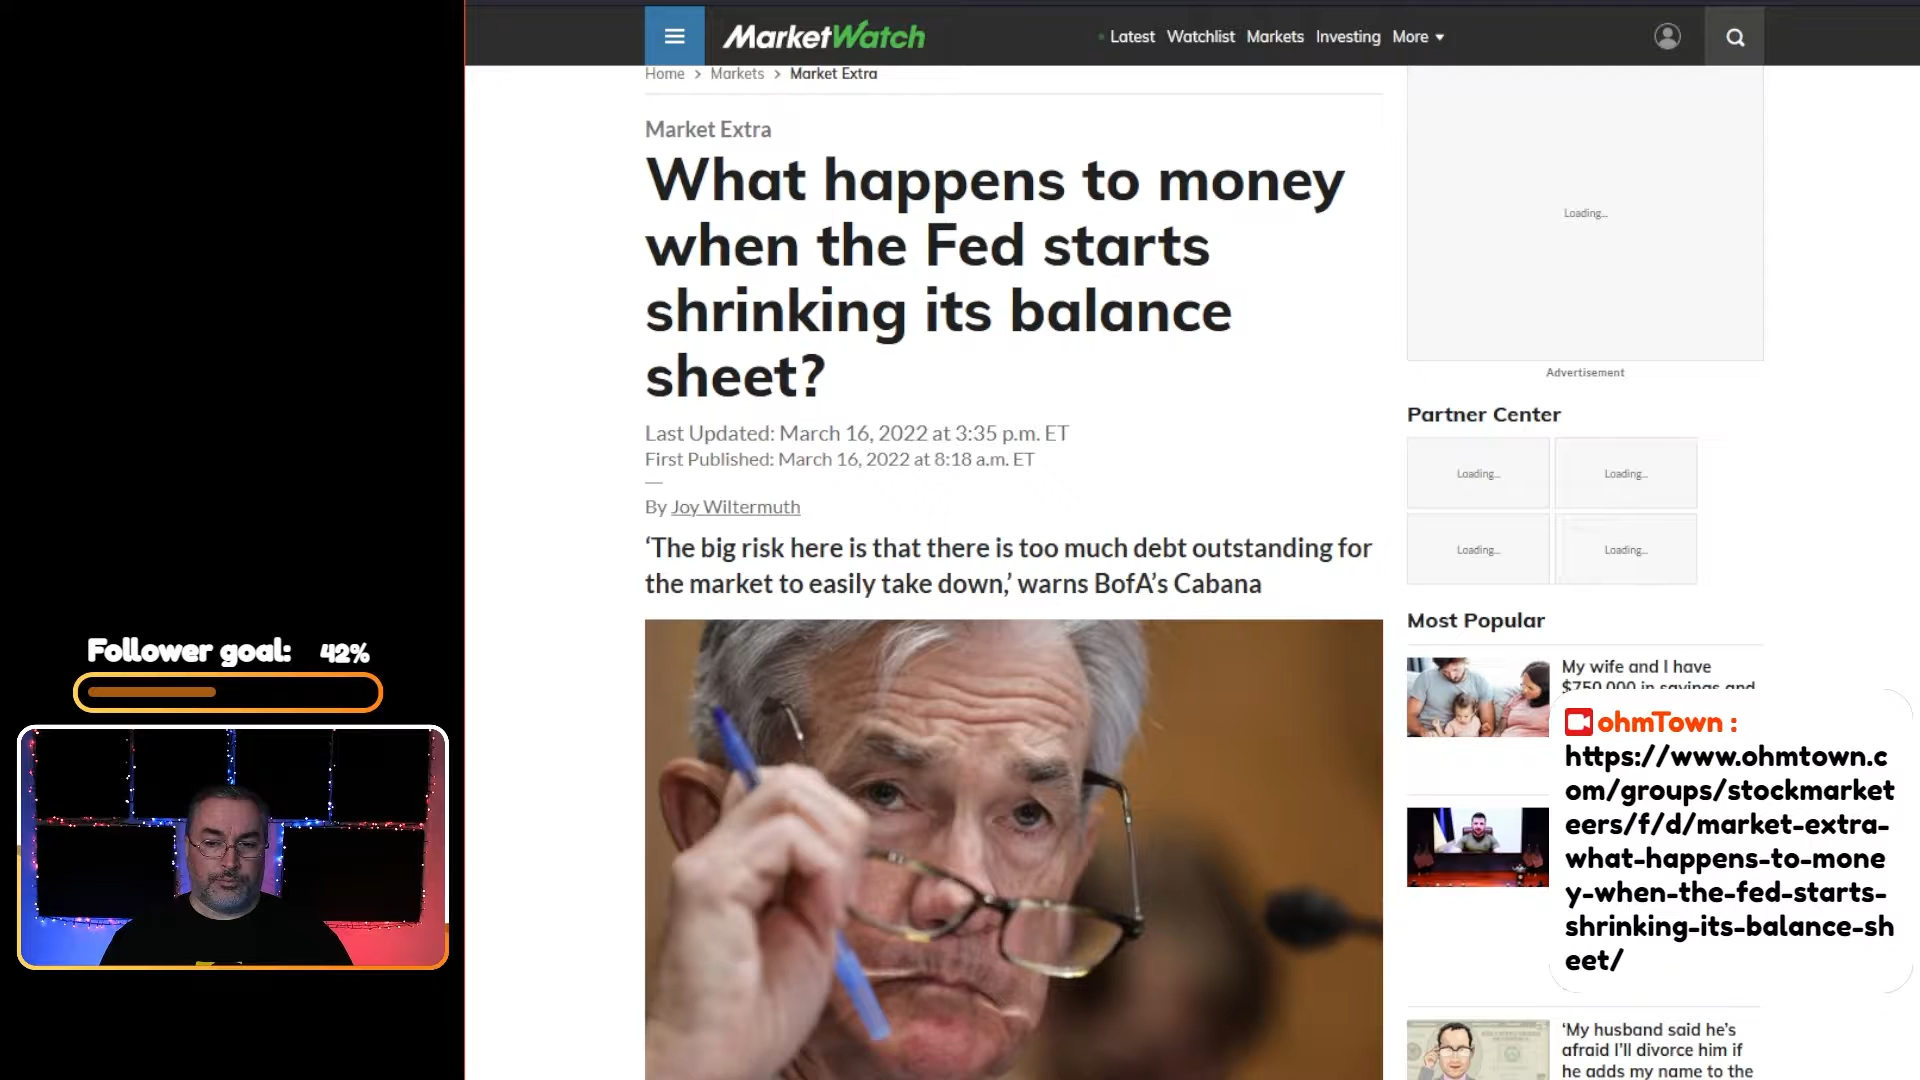 MarketWatch
Latest Watchlist Markets Investing More
Home > Markets > Market Extra
Market Extra
What happens to money
when the Fed starts
shrinking its balance
sheet?
Last Updated: March 16, 2022 at 3:35 p.m. ET
First Published: March 16, 2022 at 8:18 a.m. ET
—
By Joy Wiltermuth
‘The big risk here is that there is too much debt outstanding for
the market to easily take down,’ warns BofA’s Cabana
Loading...
Advertisement
Partner Center
Loading... Loading...
Loading... Loading...
Most Popular
My wife and I have
$750,000 in savings and
ohmTown :
https://www.ohmtown.c
om/groups/stockmarket
eers/f/d/market-extra-
what-happens-to-mone
y-when-the-fed-starts-
shrinking-its-balance-sh
eet/
‘My husband said he’s
afraid I’ll divorce him if
he adds my name to the
Follower goal: 42%